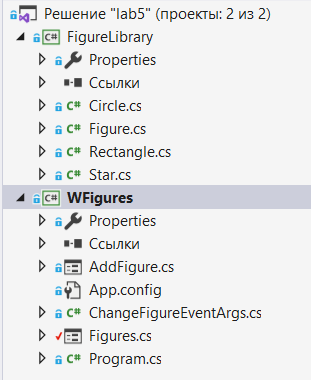 Решение "lab5" (проекты: 2 из 2)
C# FigureLibrary
Properties
Ссылки
C# Circle.cs
C# Figure.cs
C# Rectangle.cs
C# Star.cs
C# WFigures
Properties
Ссылки
AddFigure.cs
App.config
C# ChangeFigureEventArgs.cs
Figures.cs
C# Program.cs